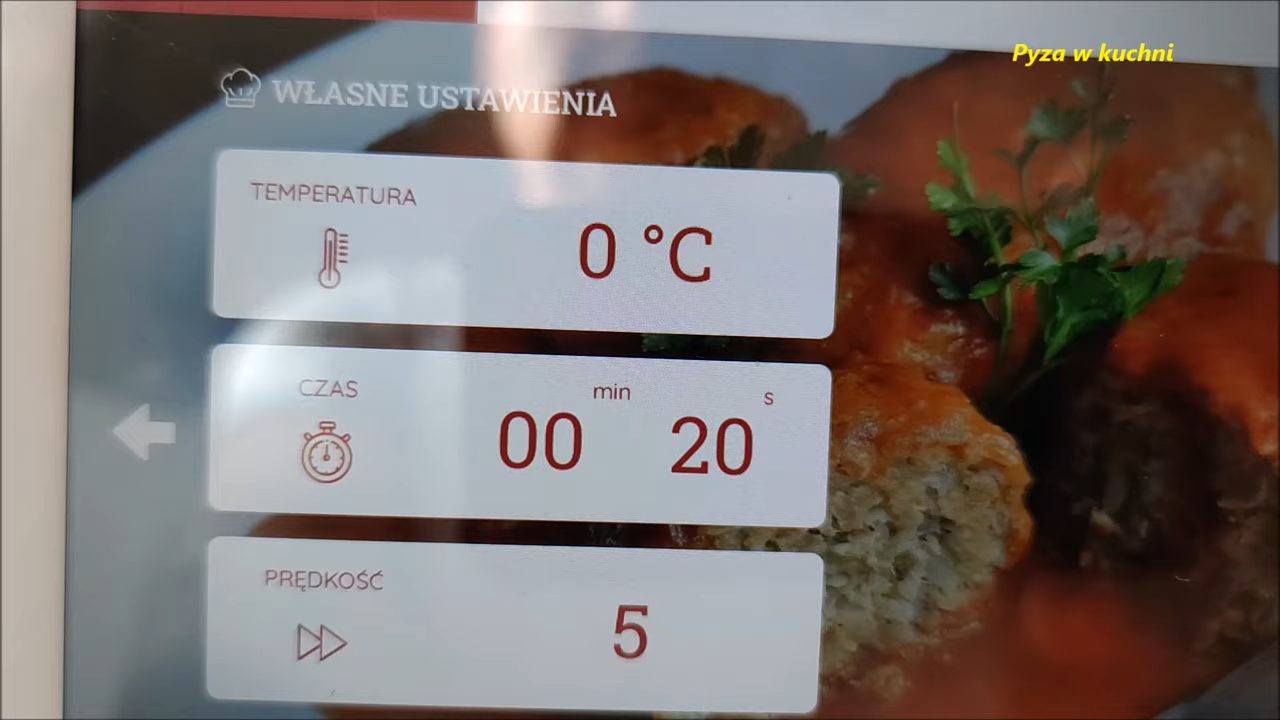 Pyza w kuchni
WŁASNE USTAWIENIA
TEMPERATURA
0 °C
CZAS
00 min 20 s
PRĘDKOŚĆ
5